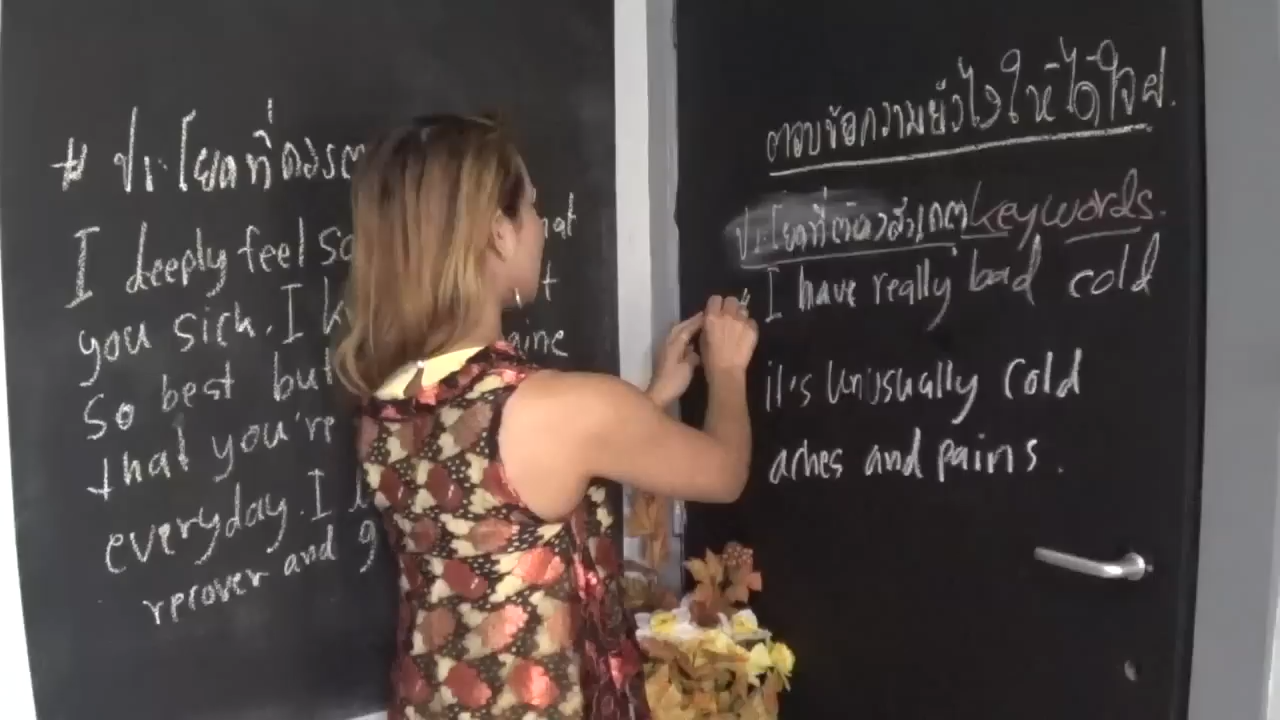 # ประโยคที่ควรต
I deeply feel so
hat
you sick. I k
t
so best but
aine
that you're
everyday. I
recover and g
ตอบข้อความยังไงให้ได้ใจฝ.
ประโยคที่ต้องสังเกต keywords.
I have really bad cold
it's unusually cold
aches and pains.